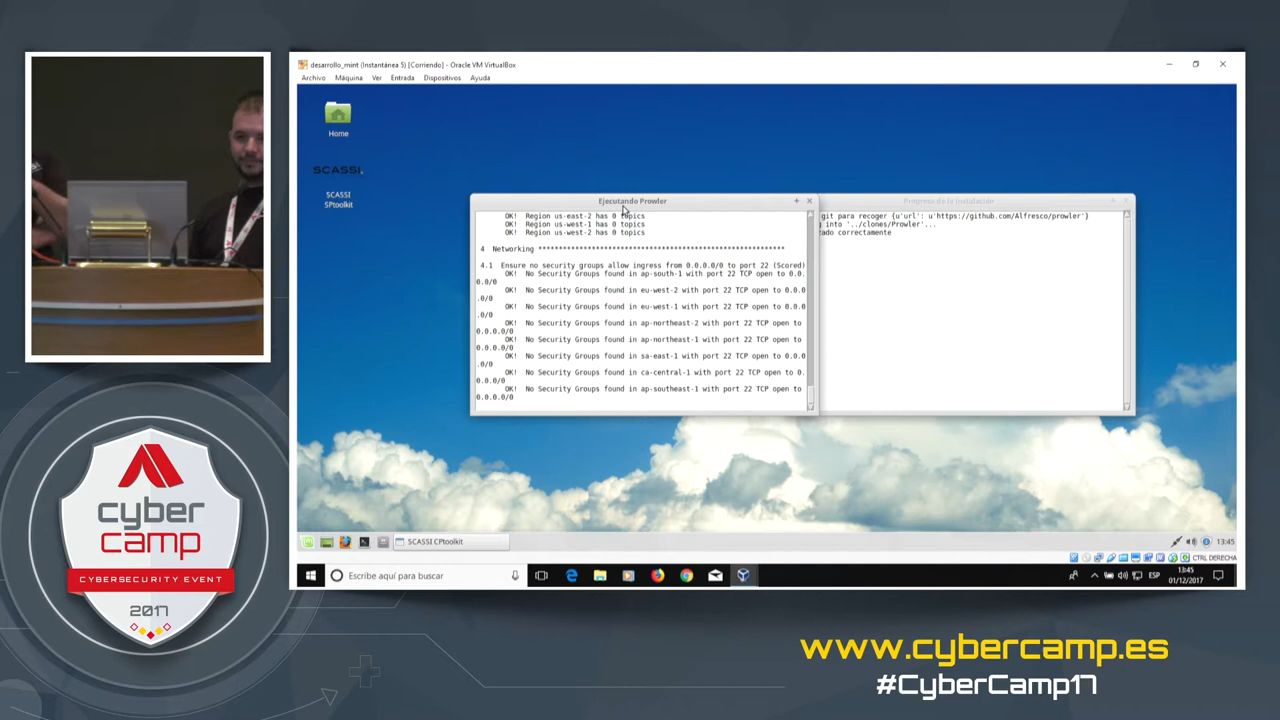 desarrollo_mint (Instantánea 5) [Corriendo] - Oracle VM VirtualBox
Archivo Máquina Ver Entrada Dispositivos Ayuda
Home
SCASSI
SCASSI
SPtoolkit
Ejecutando Prowler
Progreso de la instalación
OK! Region us-east-2 has 0 topics
OK! Region us-west-1 has 0 topics
OK! Region us-west-2 has 0 topics
4 Networking ************************************************************
4.1 Ensure no security groups allow ingress from 0.0.0.0/0 to port 22 (Scored)
OK! No Security Groups found in ap-south-1 with port 22 TCP open to 0.0.
0.0/0
OK! No Security Groups found in eu-west-2 with port 22 TCP open to 0.0.0
.0/0
OK! No Security Groups found in eu-west-1 with port 22 TCP open to 0.0.0
.0/0
OK! No Security Groups found in ap-northeast-2 with port 22 TCP open to
0.0.0.0/0
OK! No Security Groups found in ap-northeast-1 with port 22 TCP open to
0.0.0.0/0
OK! No Security Groups found in sa-east-1 with port 22 TCP open to 0.0.0
.0/0
OK! No Security Groups found in ca-central-1 with port 22 TCP open to 0.
0.0.0/0
OK! No Security Groups found in ap-southeast-1 with port 22 TCP open to
0.0.0.0/0
git para recoger {u'url': u'https://github.com/Alfresco/prowler'}
g into '../clones/Prowler'...
zado correctamente
SCASSI CPtoolkit
13:45
CTRL DERECHA
Escribe aquí para buscar
ESP
13:45
01/12/2017
cyber
camp
CYBERSECURITY EVENT
2017
www.cybercamp.es
#CyberCamp17